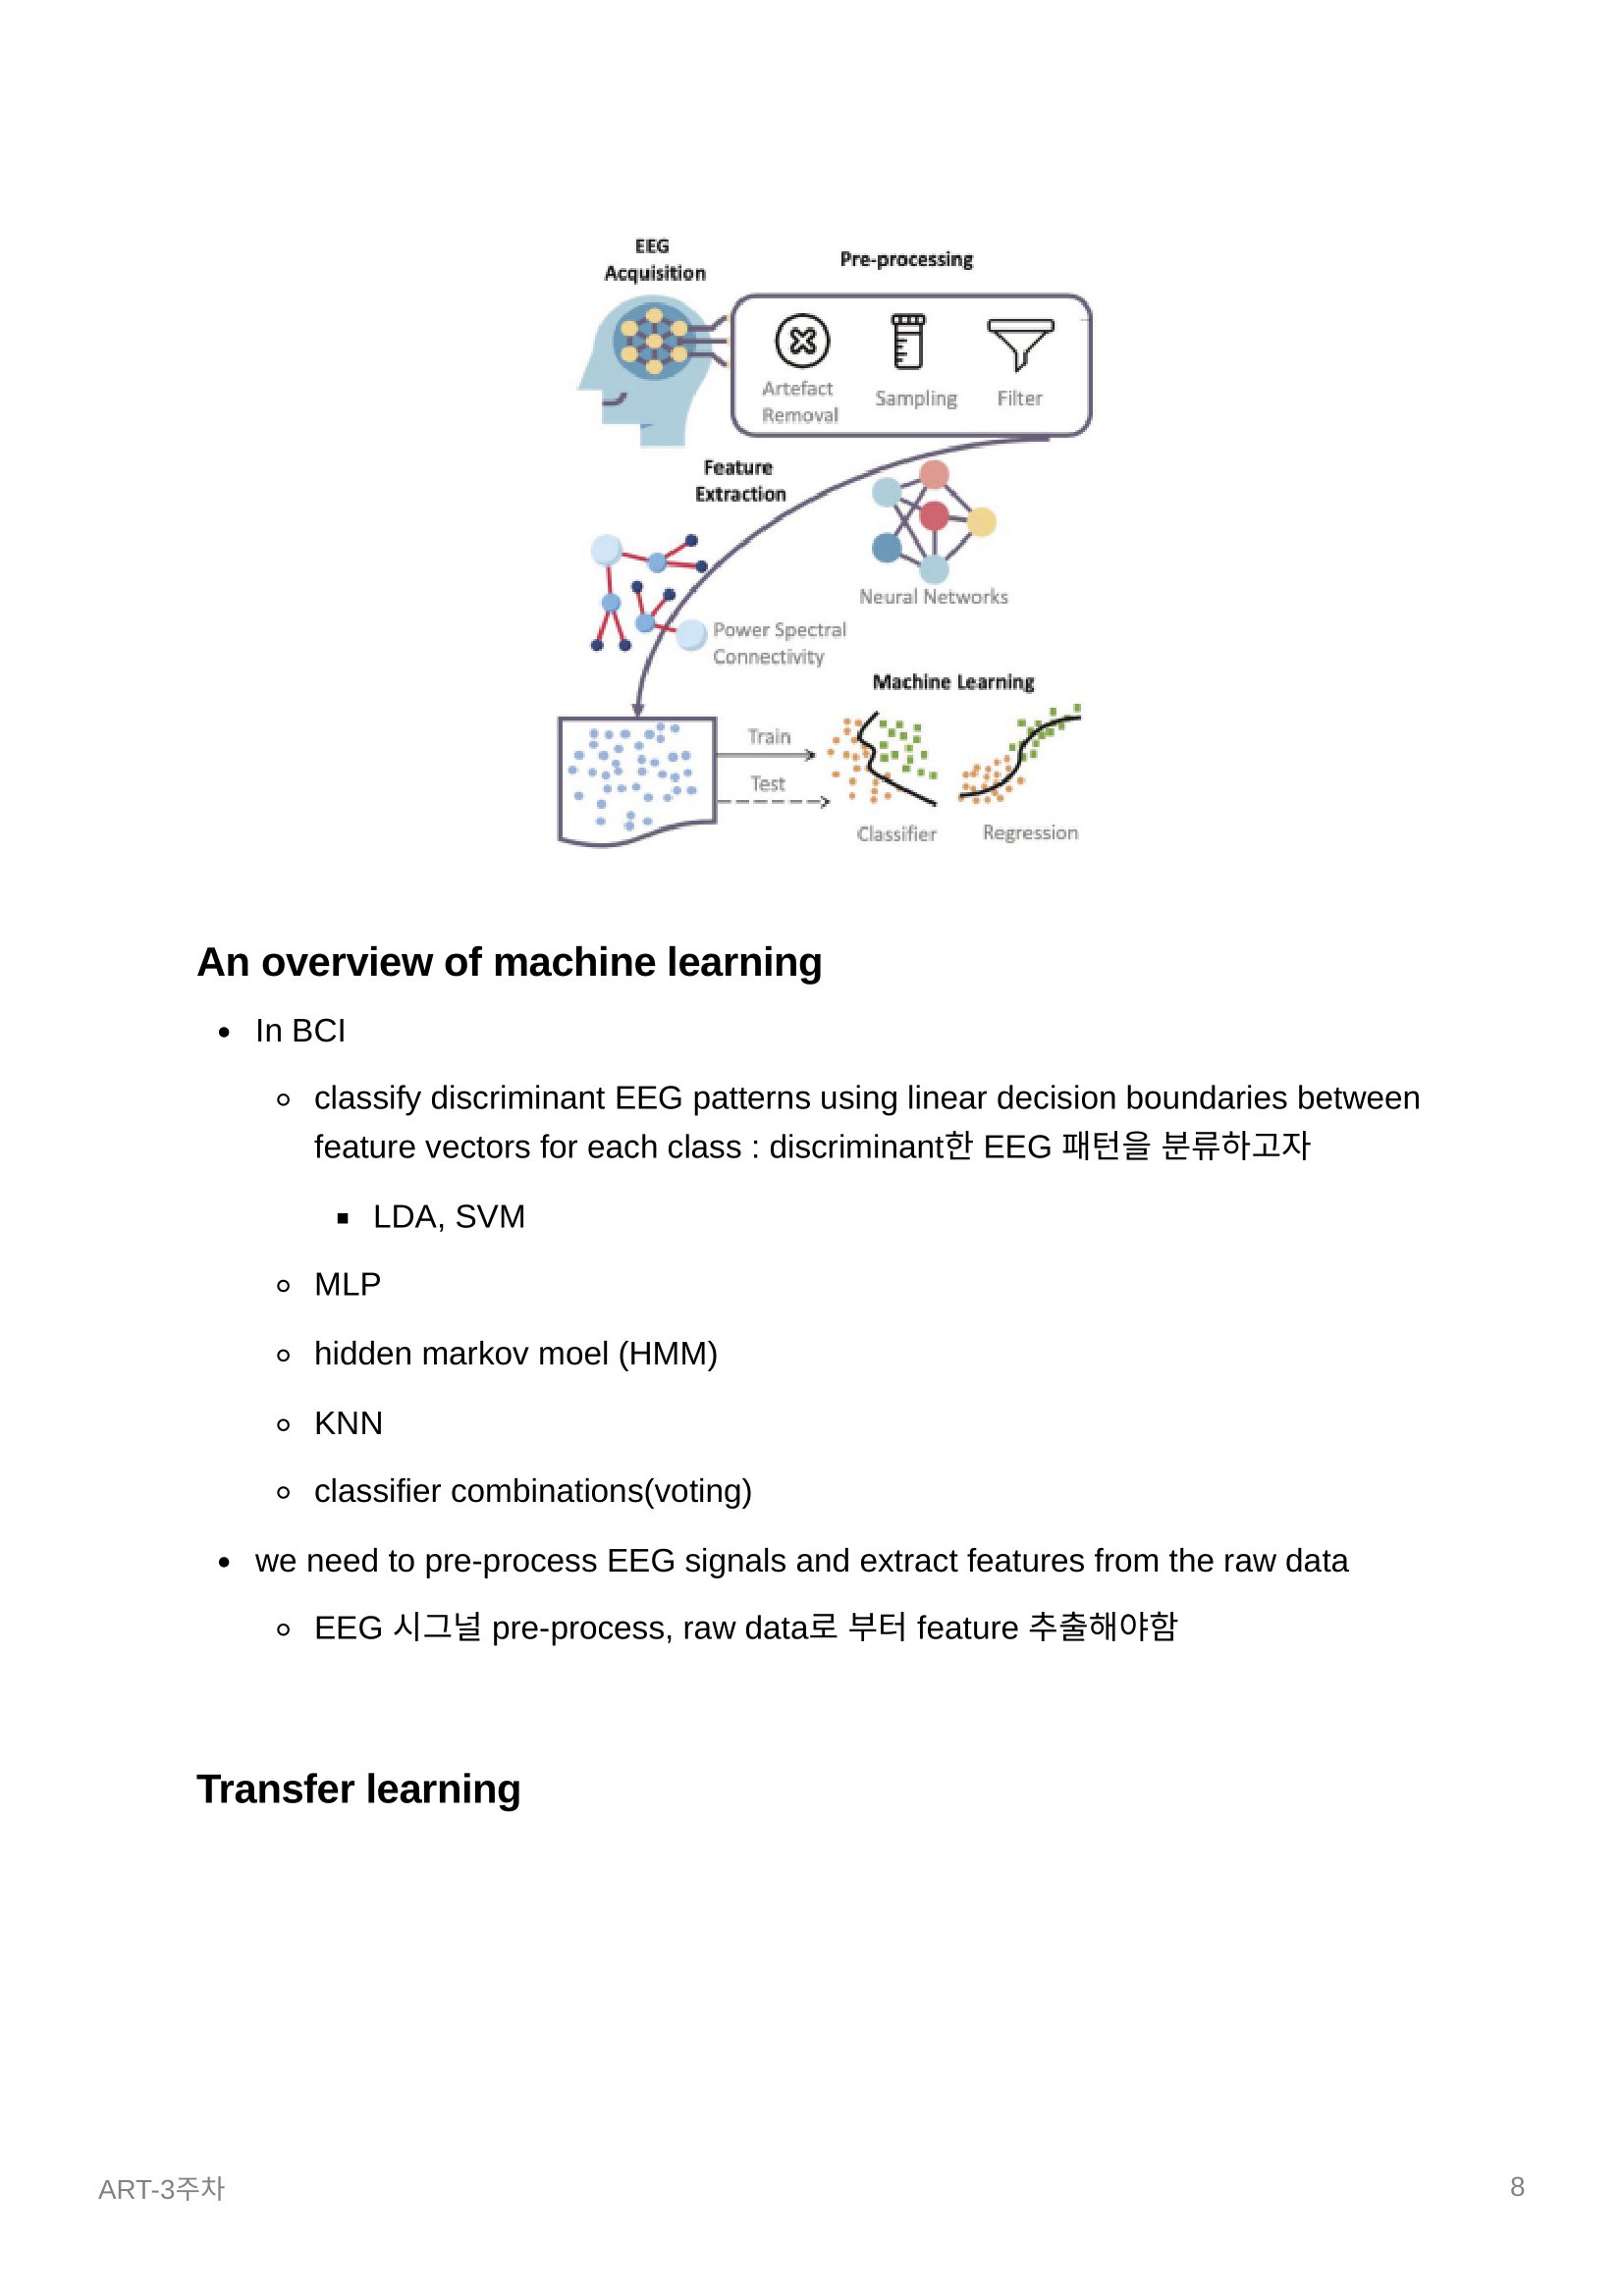 EEG
Acquisition
Pre-processing
Artefact
Removal
Sampling
Filter
Feature
Extraction
Neural Networks
Power Spectral
Connectivity
Machine Learning
Train
Test
Classifier
Regression
An overview of machine learning
In BCI
classify discriminant EEG patterns using linear decision boundaries between
feature vectors for each class : discriminant한 EEG 패턴을 분류하고자
LDA, SVM
MLP
hidden markov moel (HMM)
KNN
classifier combinations(voting)
we need to pre-process EEG signals and extract features from the raw data
EEG 시그널 pre-process, raw data로 부터 feature 추출해야함
Transfer learning
ART-3주차
8